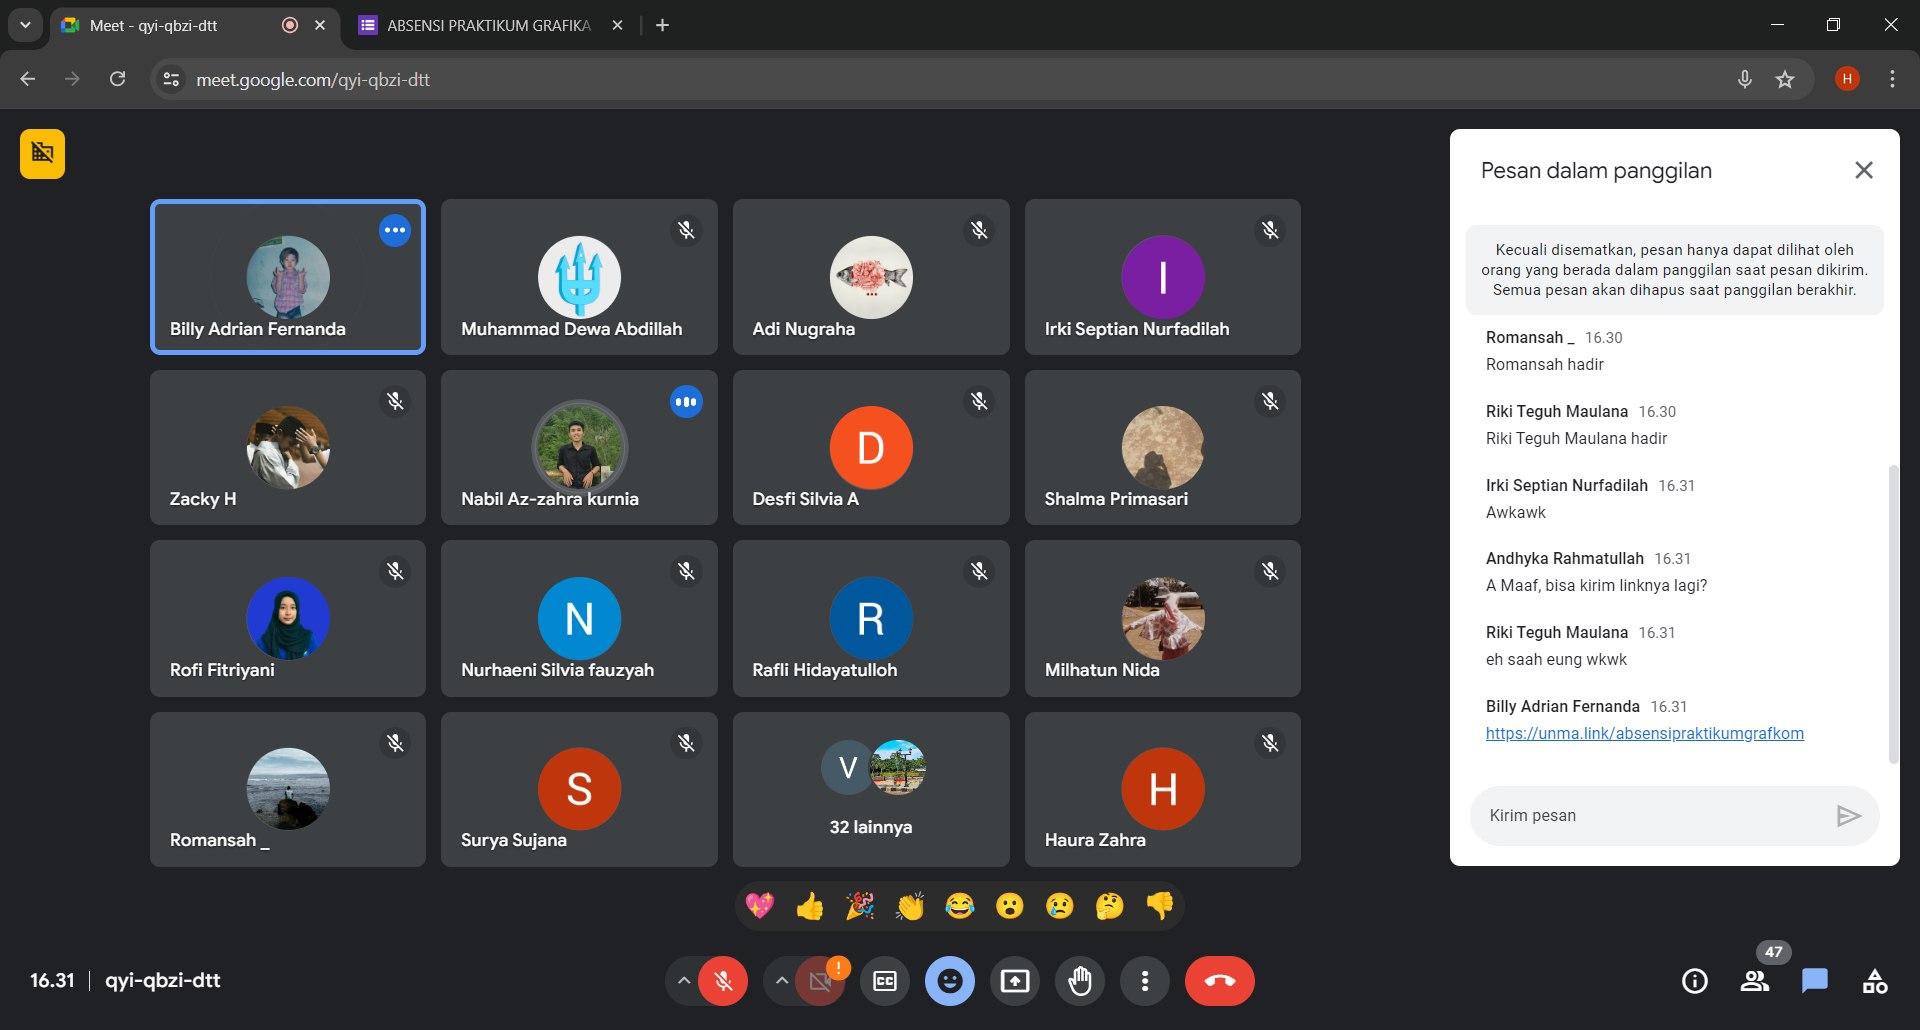 Meet - qyi-qbzi-dtt
ABSENSI PRAKTIKUM GRAFIKA
meet.google.com/qyi-qbzi-dtt
H
Billy Adrian Fernanda
Muhammad Dewa Abdillah
Adi Nugraha
I
Irki Septian Nurfadilah
Zacky H
Nabil Az-zahra kurnia
D
Desfi Silvia A
Shalma Primasari
Rofi Fitriyani
N
Nurhaeni Silvia fauzyah
R
Rafli Hidayatulloh
Milhatun Nida
Romansah _
S
Surya Sujana
V
32 lainnya
H
Haura Zahra
Pesan dalam panggilan
Kecuali disematkan, pesan hanya dapat dilihat oleh
orang yang berada dalam panggilan saat pesan dikirim.
Semua pesan akan dihapus saat panggilan berakhir.
Romansah _ 16.30
Romansah hadir
Riki Teguh Maulana 16.30
Riki Teguh Maulana hadir
Irki Septian Nurfadilah 16.31
Awkawk
Andhyka Rahmatullah 16.31
A Maaf, bisa kirim linknya lagi?
Riki Teguh Maulana 16.31
eh saah eung wkwk
Billy Adrian Fernanda 16.31
https://unma.link/absensipraktikumgrafkom
Kirim pesan
16.31 | qyi-qbzi-dtt
!
CC
47